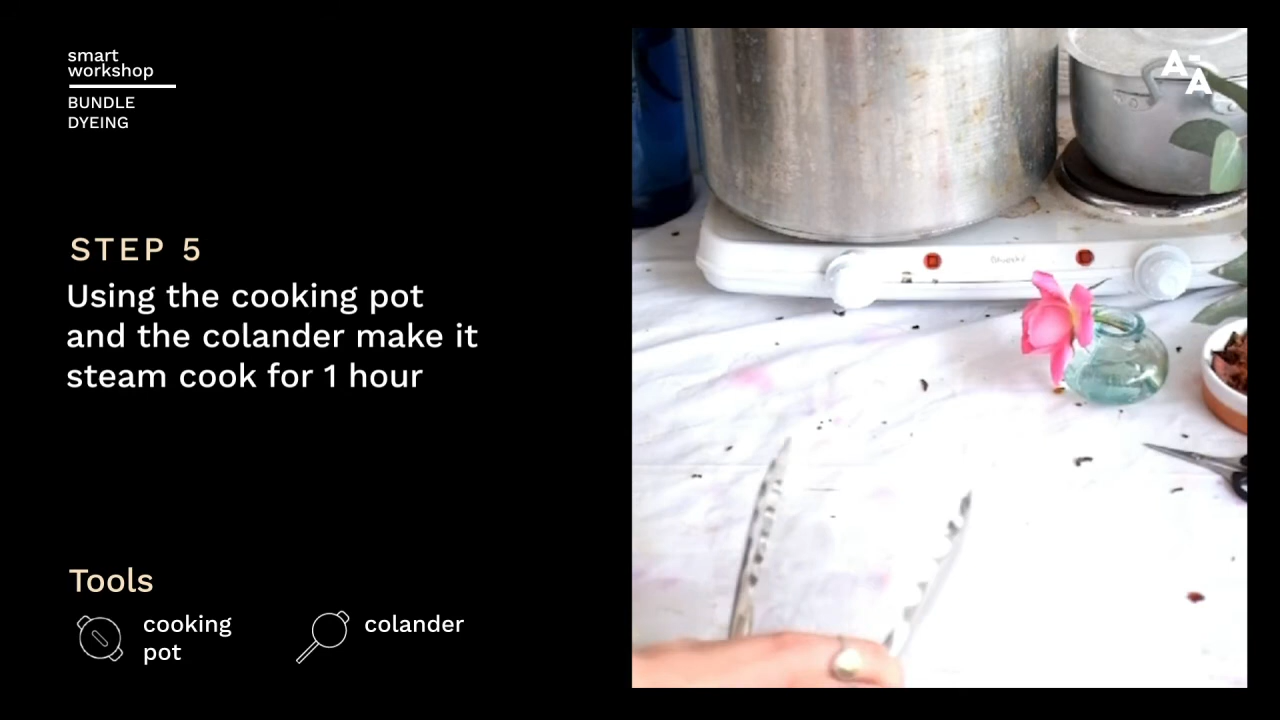 smart
workshop
BUNDLE
DYEING
STEP 5
Using the cooking pot
and the colander make it
steam cook for 1 hour
Tools
cooking
pot
colander
A-A